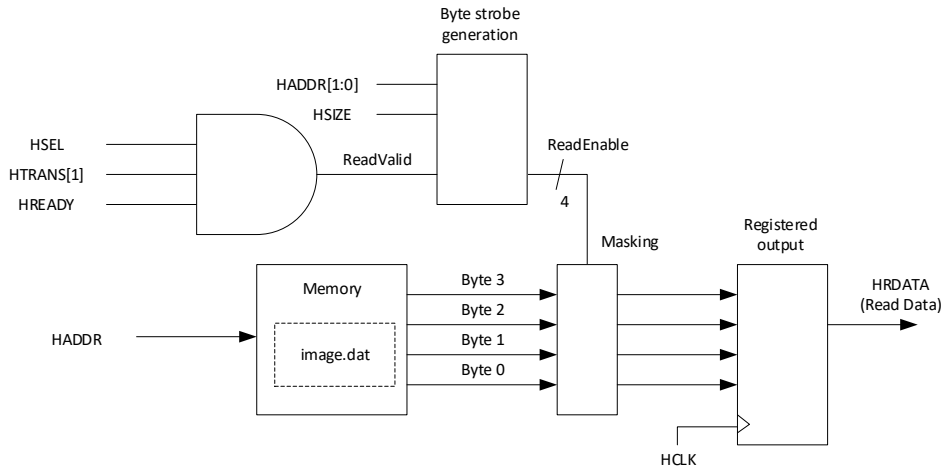 Byte strobe
generation
HADDR[1:0]
HSIZE
HSEL
HTRANS[1]
HREADY
ReadValid
ReadEnable
4
Masking
Registered
output
Memory
image.dat
HADDR
Byte 3
Byte 2
Byte 1
Byte 0
HRDATA
(Read Data)
HCLK